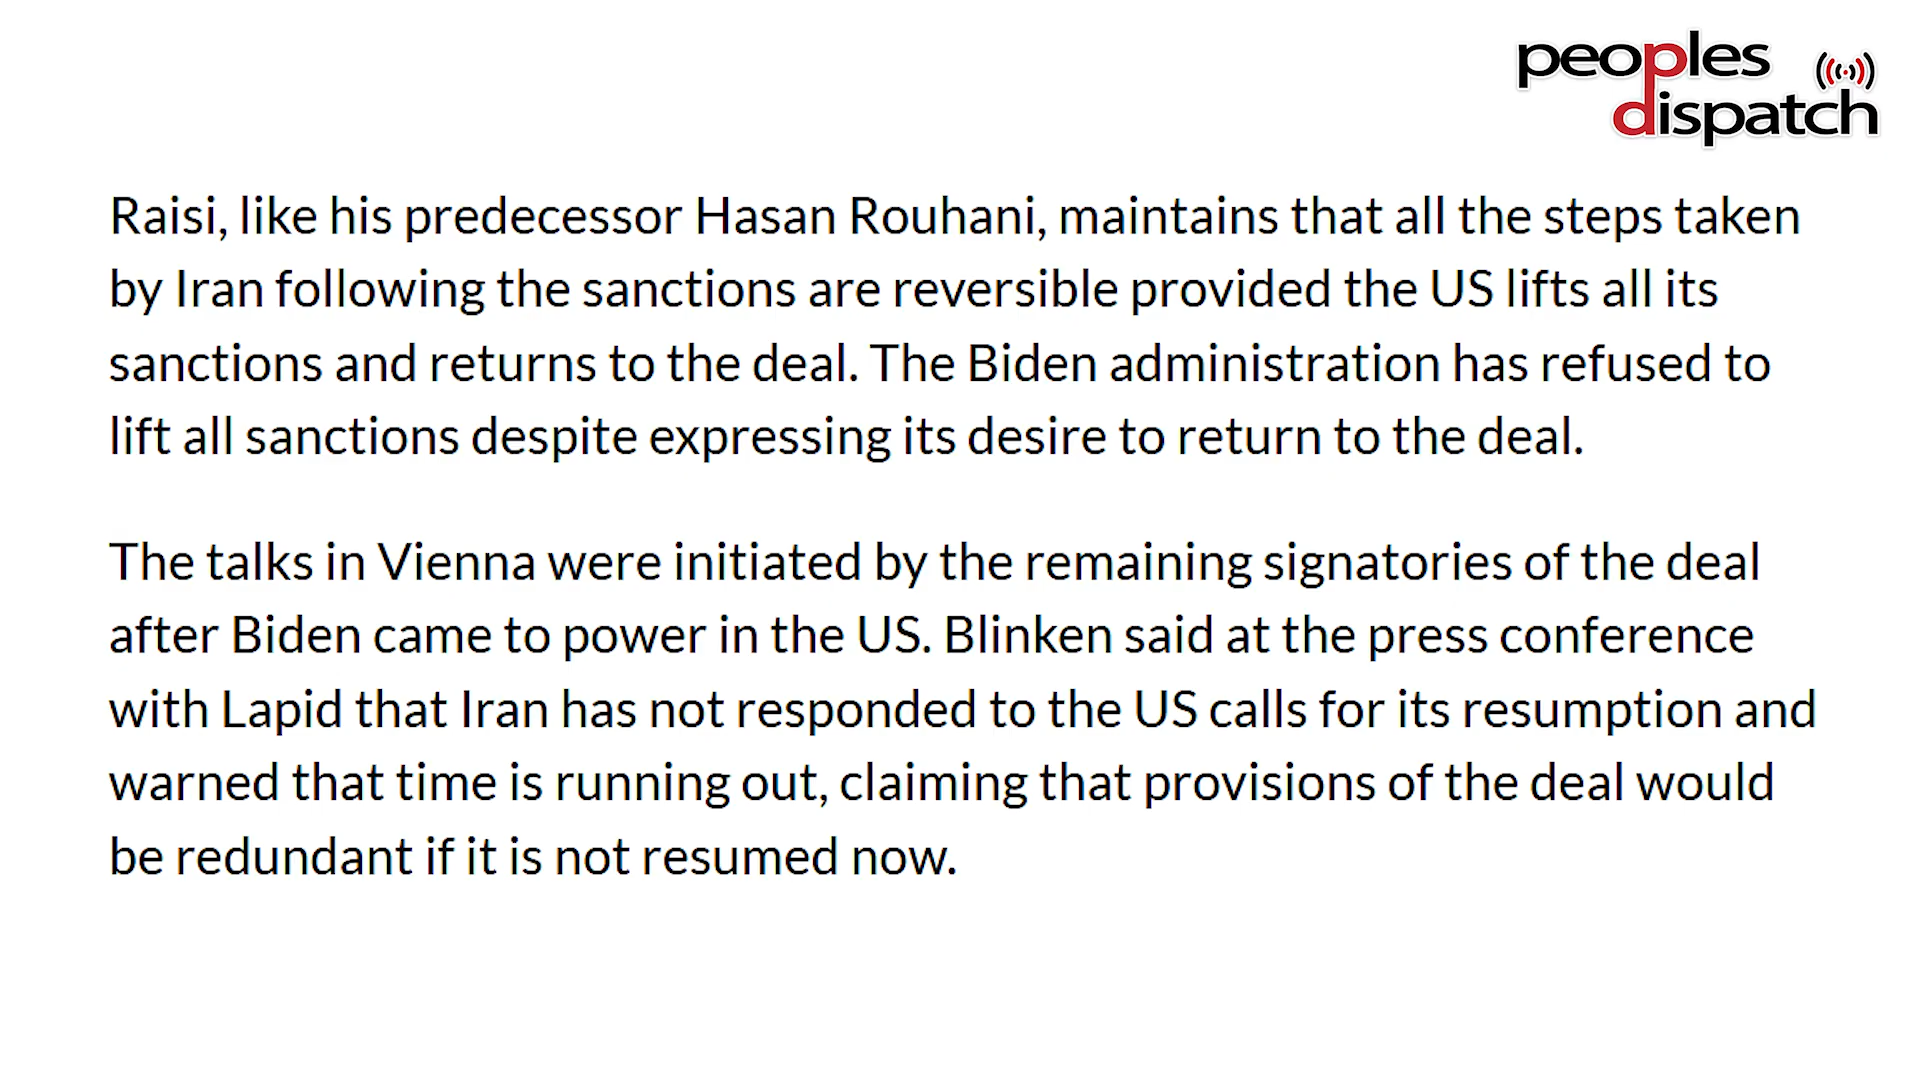 peoples
dispatch
Raisi, like his predecessor Hasan Rouhani, maintains that all the steps taken
by Iran following the sanctions are reversible provided the US lifts all its
sanctions and returns to the deal. The Biden administration has refused to
lift all sanctions despite expressing its desire to return to the deal.
The talks in Vienna were initiated by the remaining signatories of the deal
after Biden came to power in the US. Blinken said at the press conference
with Lapid that Iran has not responded to the US calls for its resumption and
warned that time is running out, claiming that provisions of the deal would
be redundant if it is not resumed now.